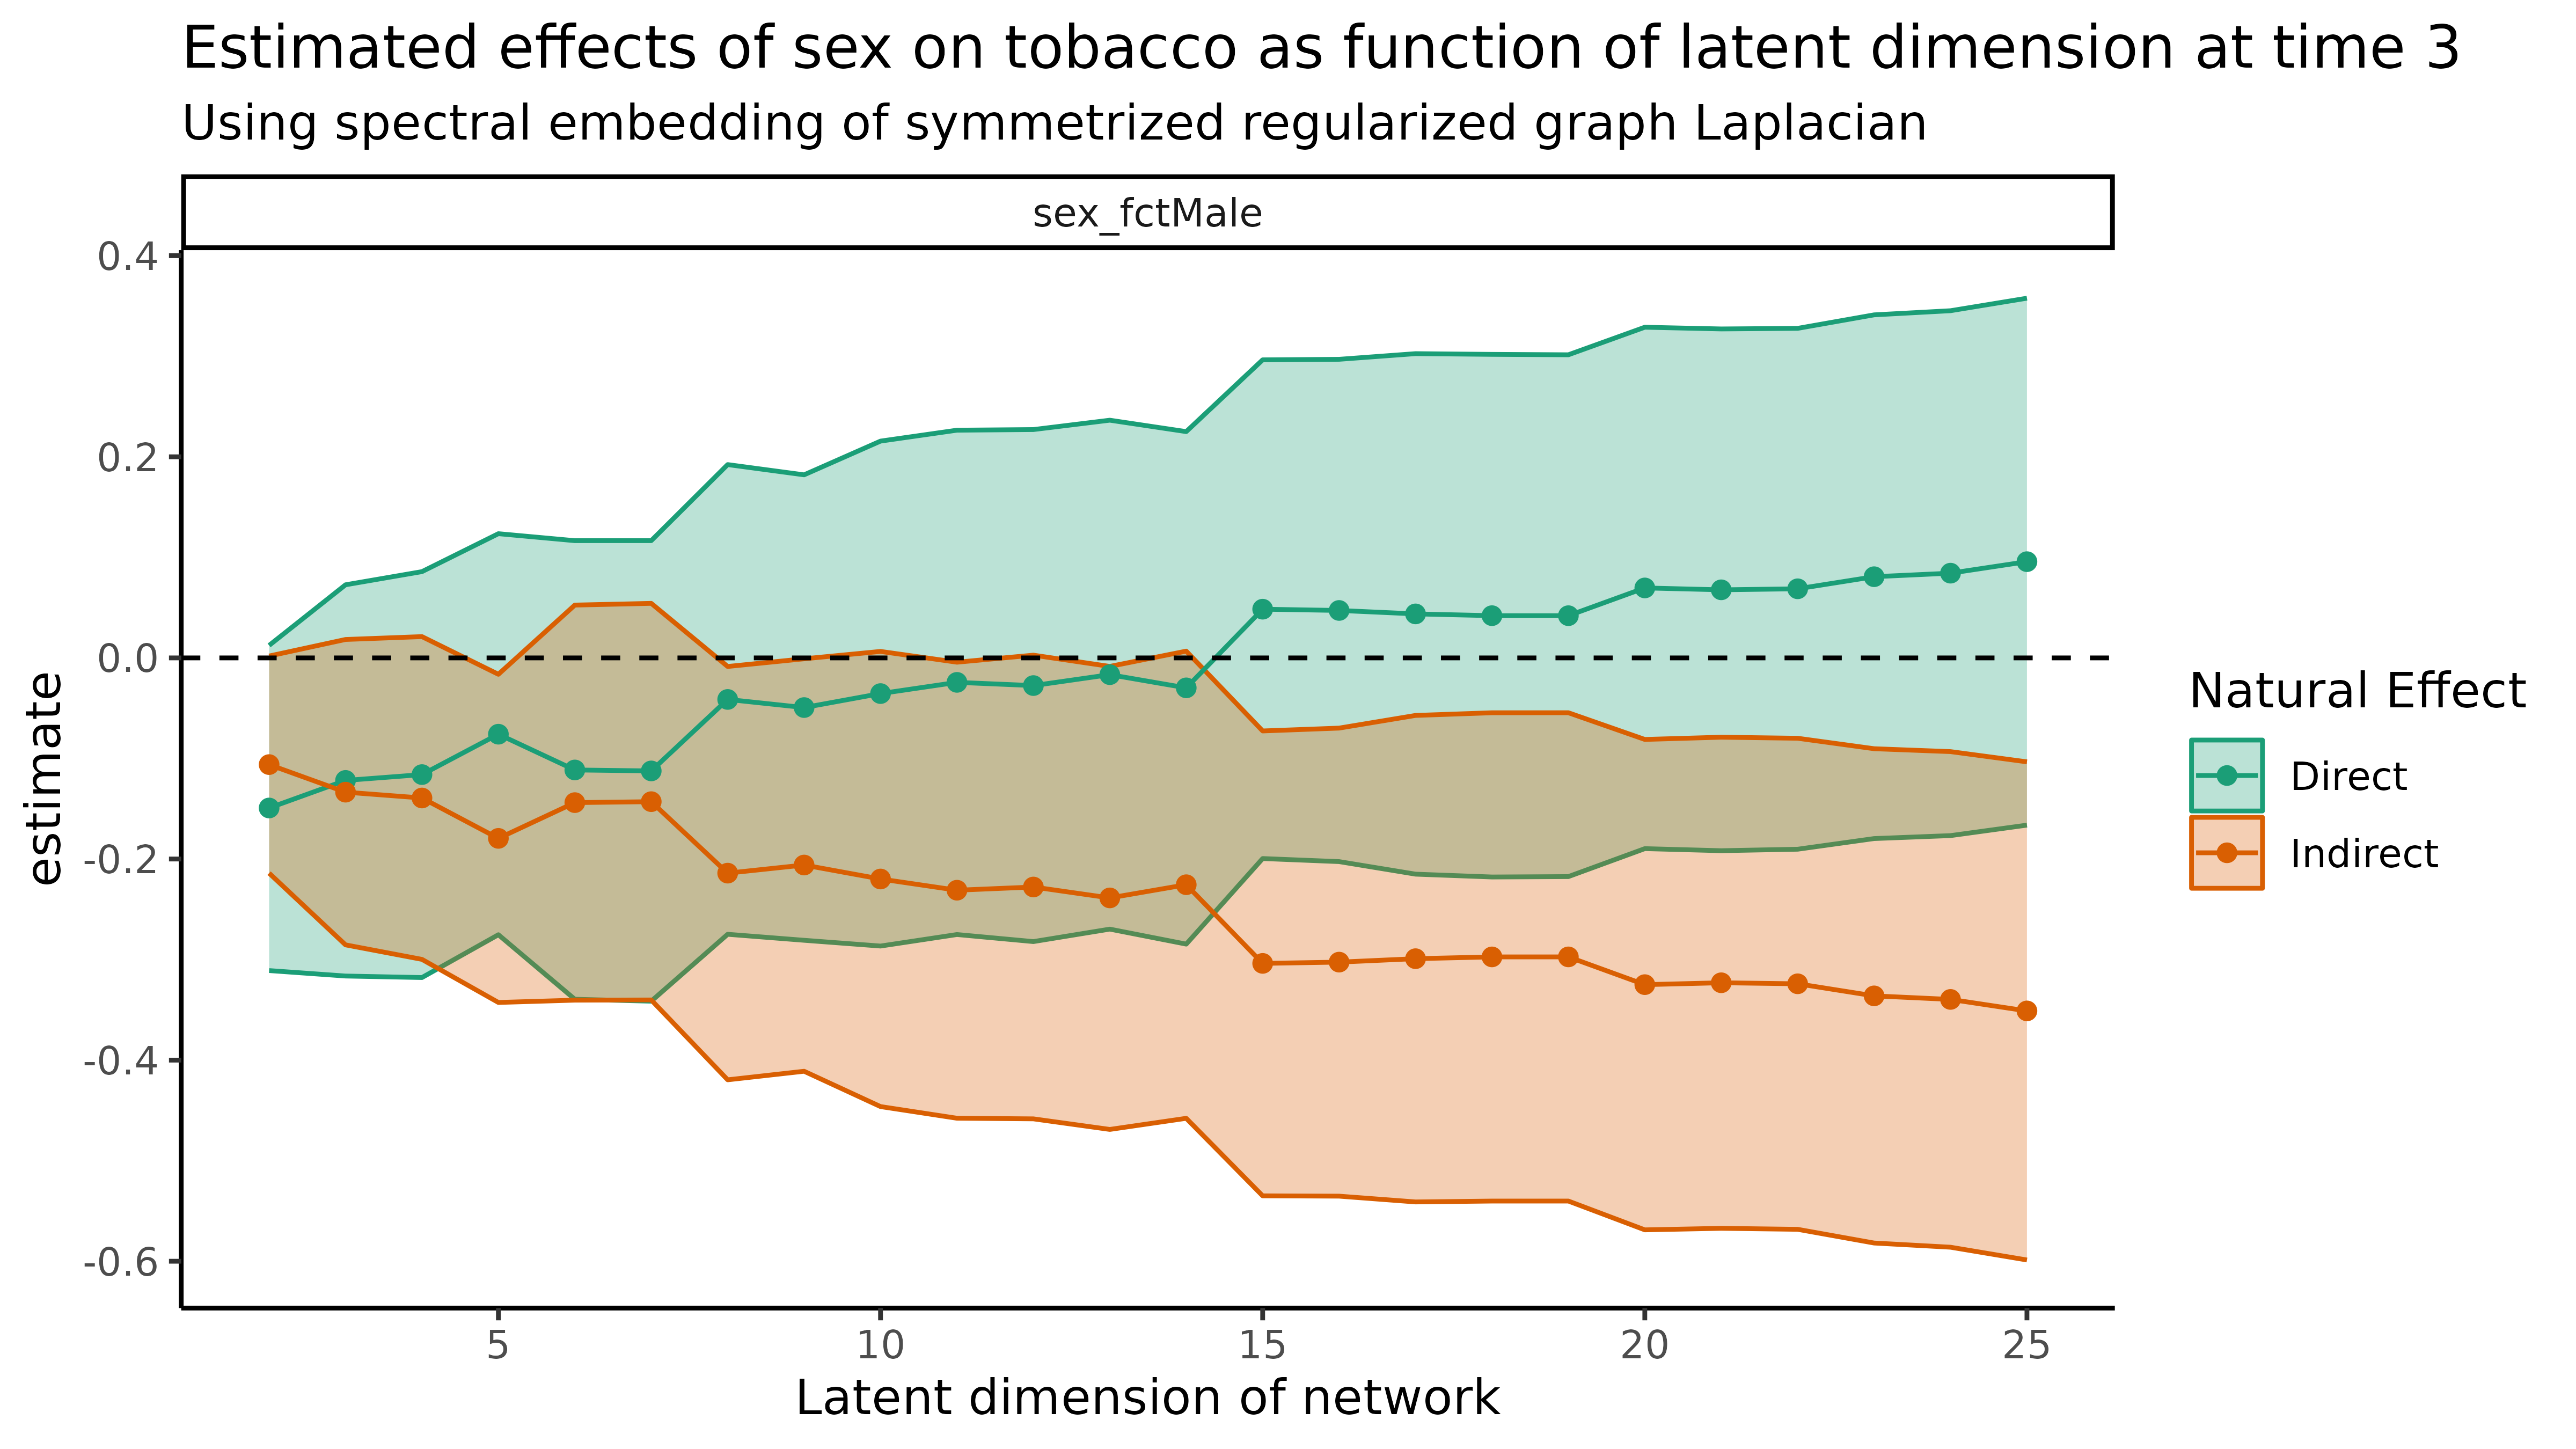 Estimated effects of sex on tobacco as function of latent dimension at time 3
Using spectral embedding of symmetrized regularized graph Laplacian
sex_fctMale
0.4
0.2
0.0
-0.2
-0.4
-0.6
estimate
5 10 15 20 25
Latent dimension of network
Natural Effect
Direct
Indirect